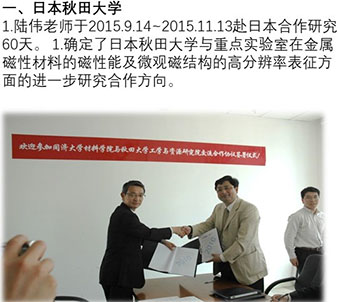 一、日本秋田大学
1.陆伟老师于2015.9.14~2015.11.13赴日本合作研究
60天。 1.确定了日本秋田大学与重点实验室在金属
磁性材料的磁性能及微观磁结构的高分辨率表征方
面的进一步研究合作方向。
欢迎参加同济大学材料学院与秋田大学工学与资源研究院交流合作协议签署仪式！